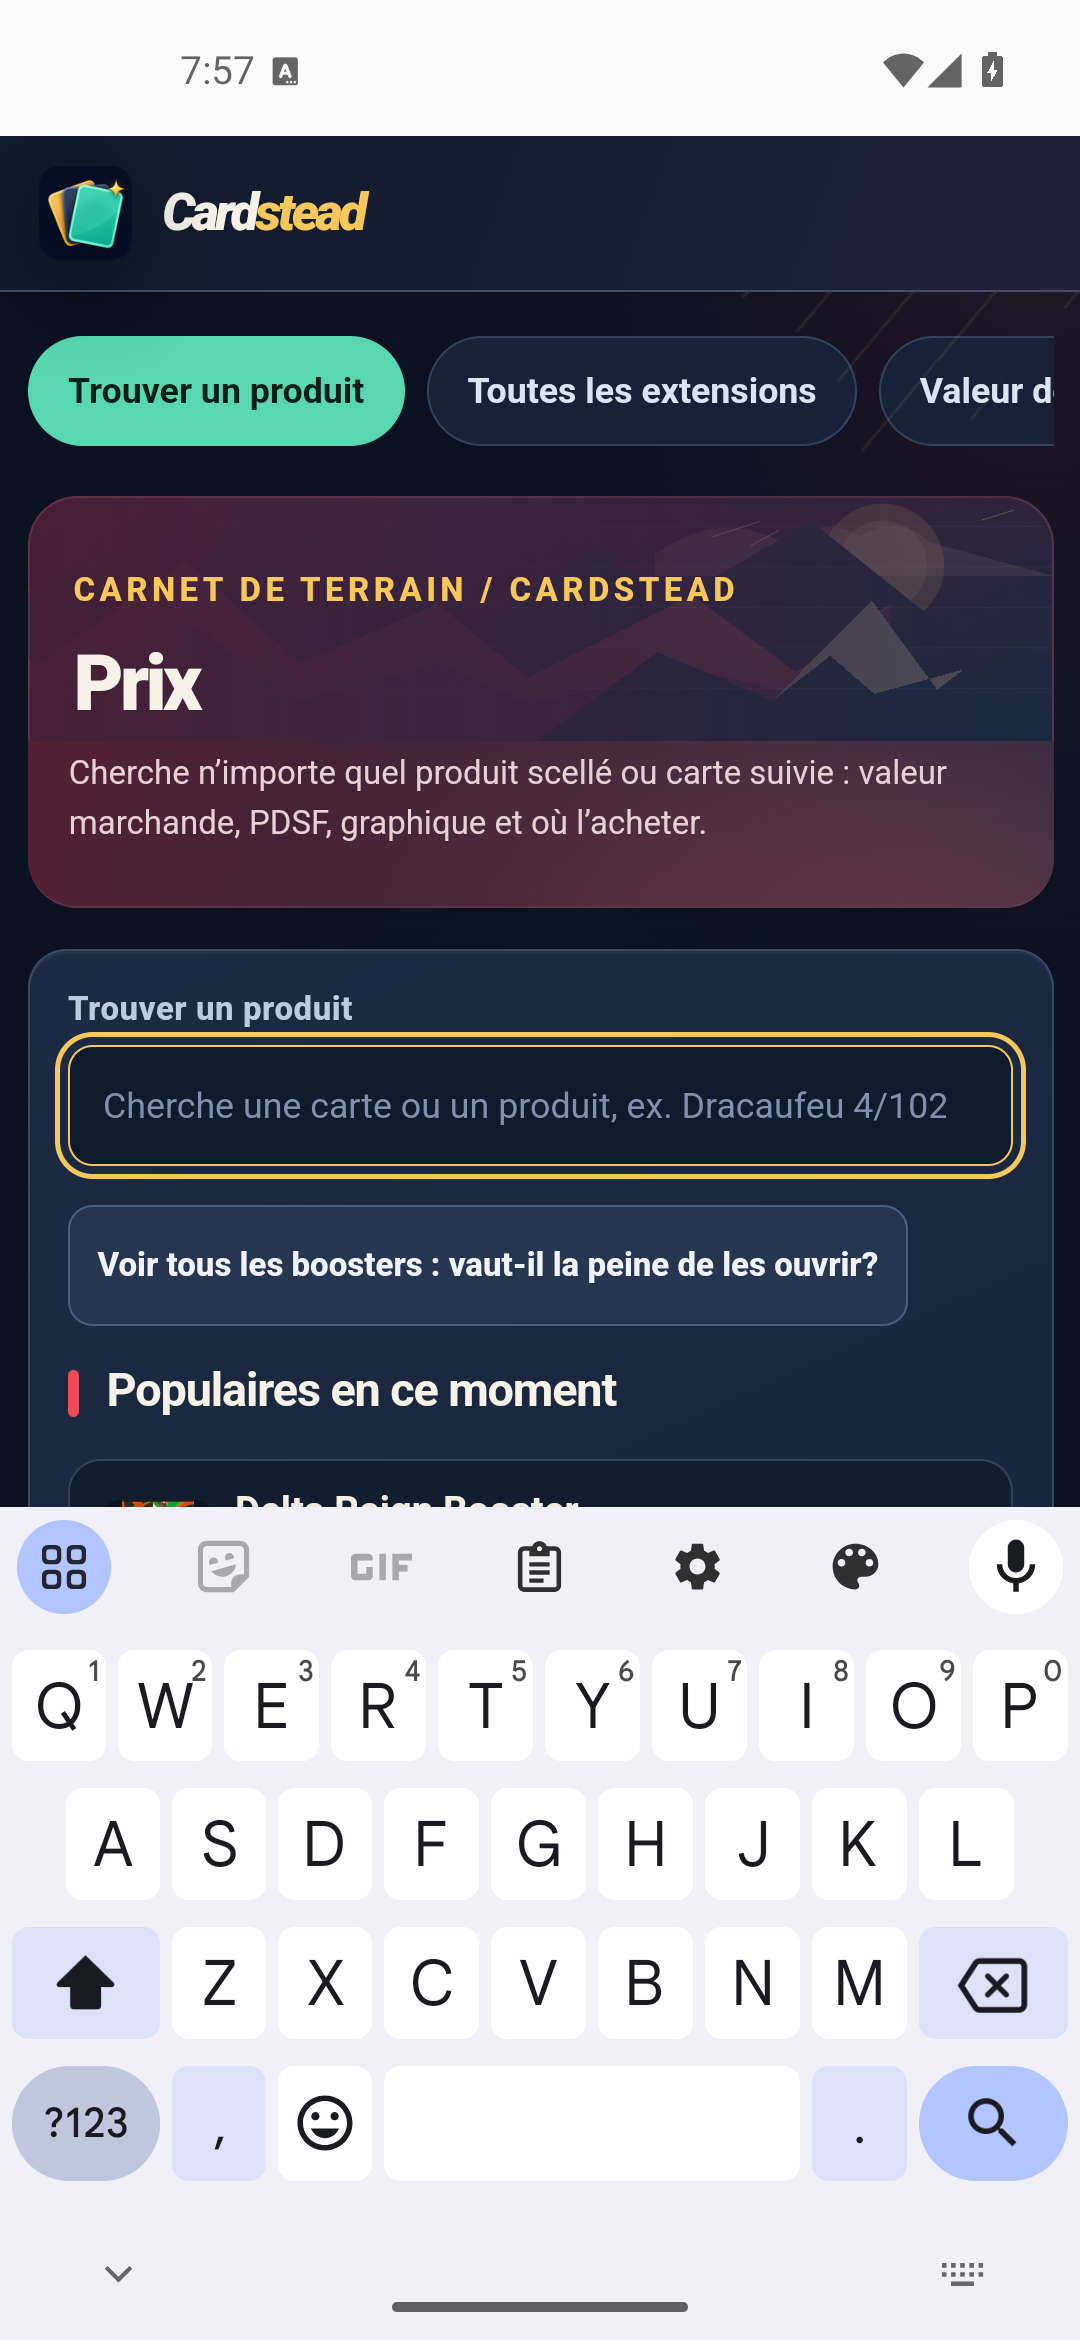 7:57
Cardstead
Trouver un produit
Toutes les extensions
Valeur d
CARNET DE TERRAIN / CARDSTEAD
Prix
Cherche n’importe quel produit scellé ou carte suivie : valeur
marchande, PDSF, graphique et où l’acheter.
Trouver un produit
Cherche une carte ou un produit, ex. Dracaufeu 4/102
Voir tous les boosters : vaut-il la peine de les ouvrir?
Populaires en ce moment
Delta Reign Booster
GIF
Q1 W2 E3 R4 T5 Y6 U7 I8 O9 P0
A S D F G H J K L
Z X C V B N M
?123 , .